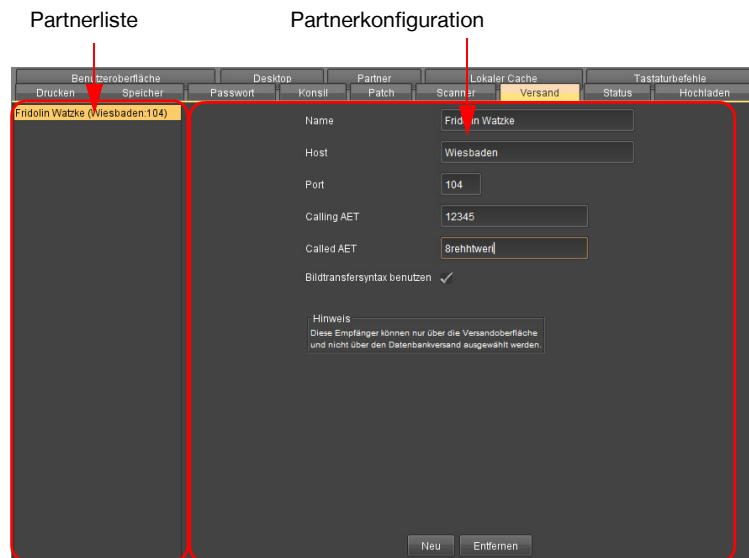 Partnerliste Partnerkonfiguration
Benutzeroberfläche Desktop Partner Lokaler Cache Tastaturbefehle
Drucken Speicher Passwort Konsil Patch Scanner Versand Status Hochladen
Fridolin Watzke (Wiesbaden:104)
Name Fridolin Watzke
Host Wiesbaden
Port 104
Calling AET 12345
Called AET 8rehhtweri
Bildtransfersyntax benutzen
Hinweis
Diese Empfänger können nur über die Versandoberfläche
und nicht über den Datenbankversand ausgewählt werden.
Neu Entfernen